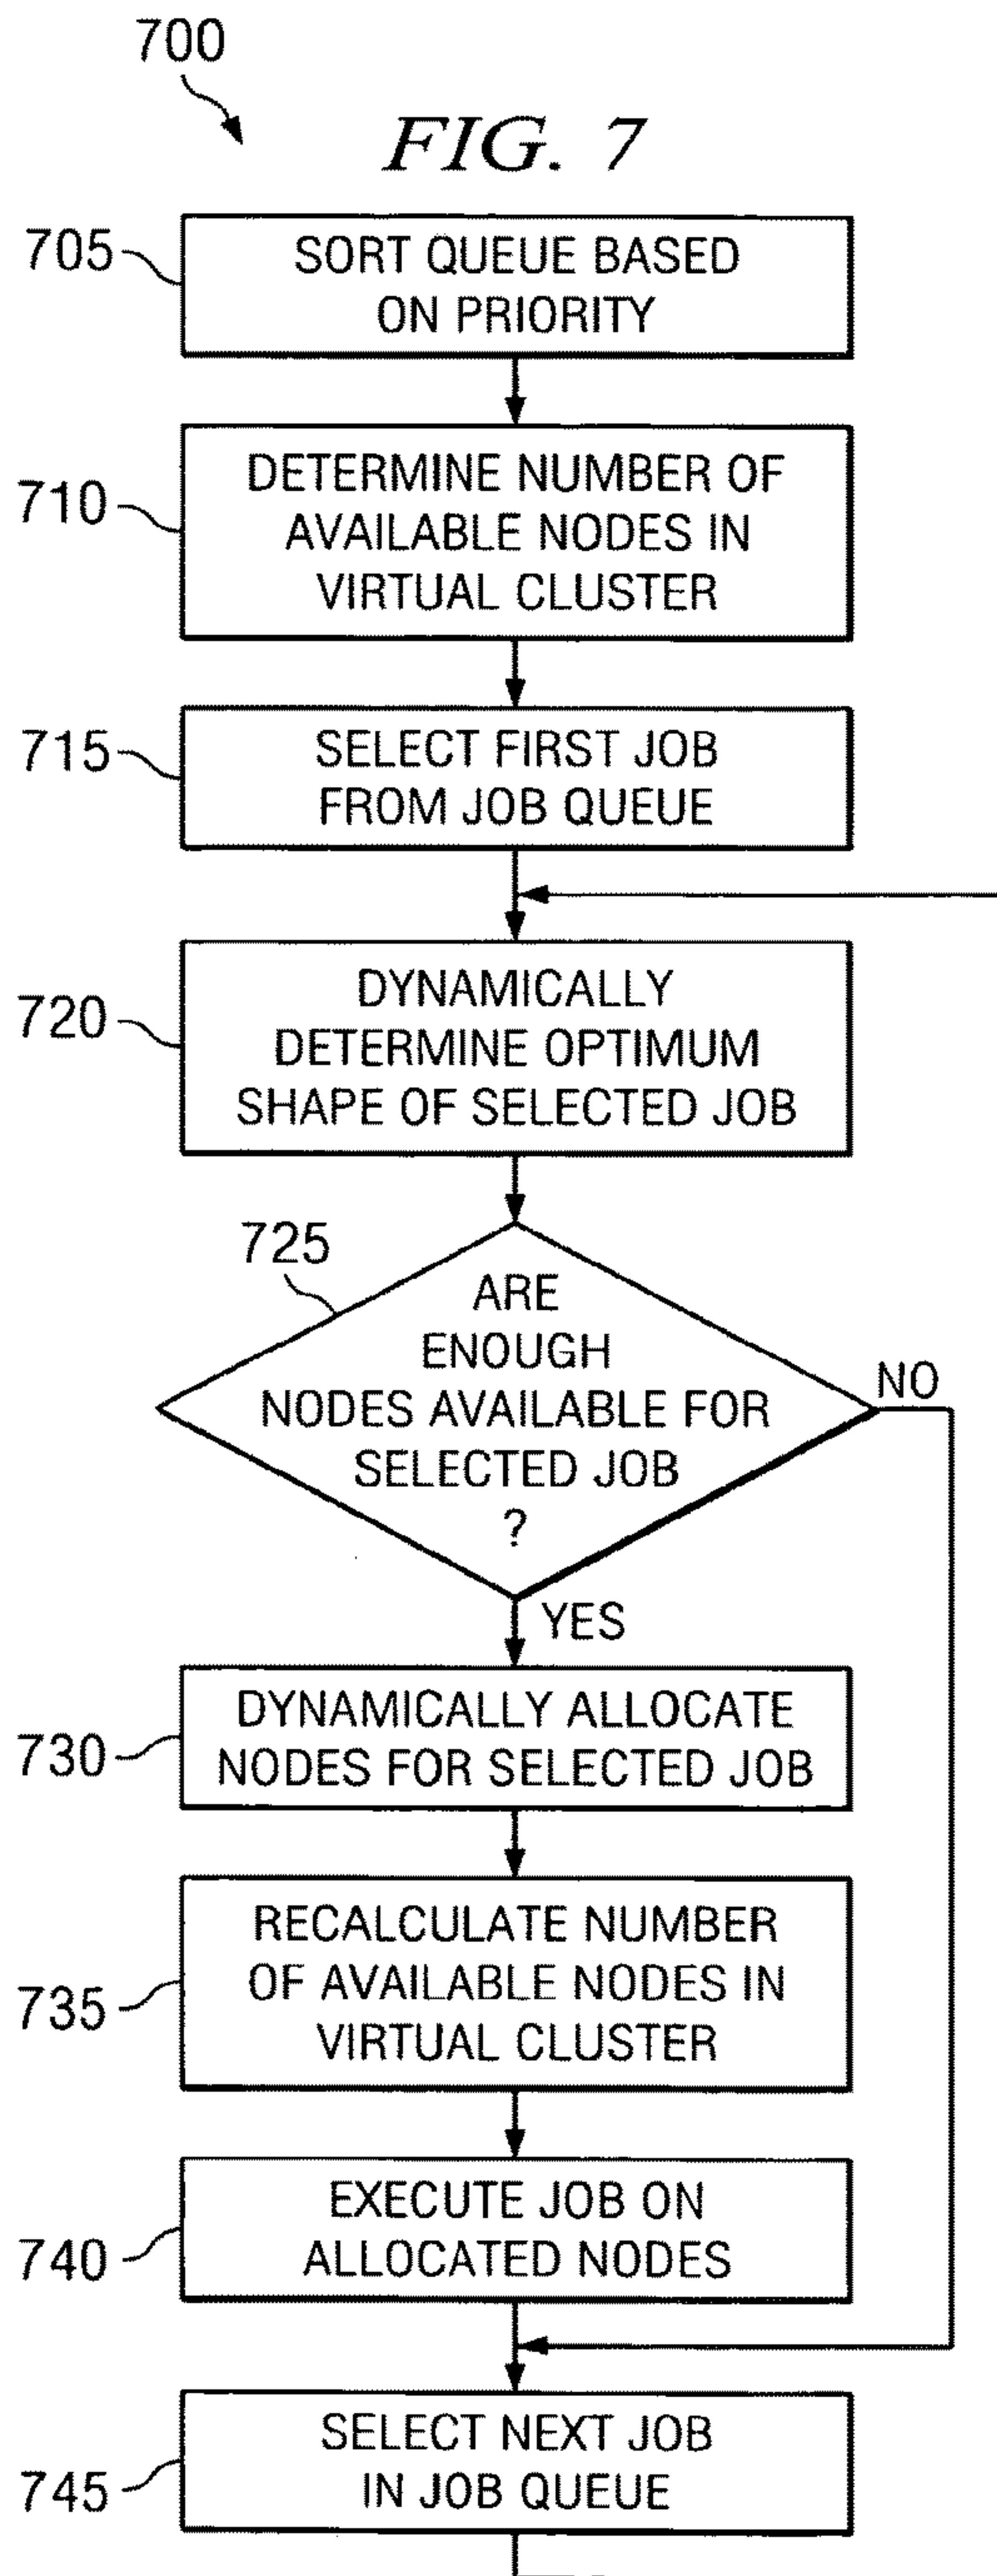 700
FIG. 7
705
SORT QUEUE BASED
ON PRIORITY
710
DETERMINE NUMBER OF
AVAILABLE NODES IN
VIRTUAL CLUSTER
715
SELECT FIRST JOB
FROM JOB QUEUE
720
DYNAMICALLY
DETERMINE OPTIMUM
SHAPE OF SELECTED JOB
725
ARE
ENOUGH
NODES AVAILABLE FOR
SELECTED JOB
?
NO
YES
730
DYNAMICALLY ALLOCATE
NODES FOR SELECTED JOB
735
RECALCULATE NUMBER
OF AVAILABLE NODES IN
VIRTUAL CLUSTER
740
EXECUTE JOB ON
ALLOCATED NODES
745
SELECT NEXT JOB
IN JOB QUEUE